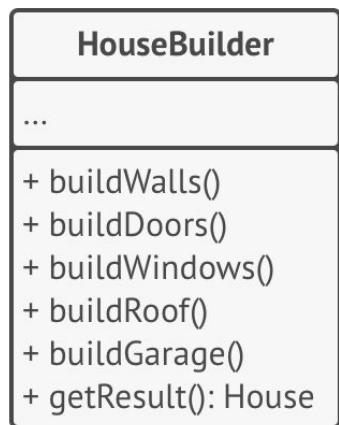 HouseBuilder
...
+ buildWalls()
+ buildDoors()
+ buildWindows()
+ buildRoof()
+ buildGarage()
+ getResult(): House